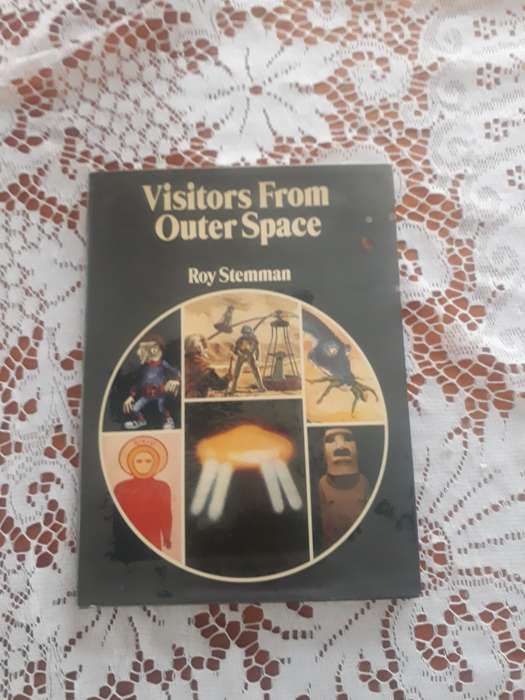 Visitors From
Outer Space
Roy Stemman